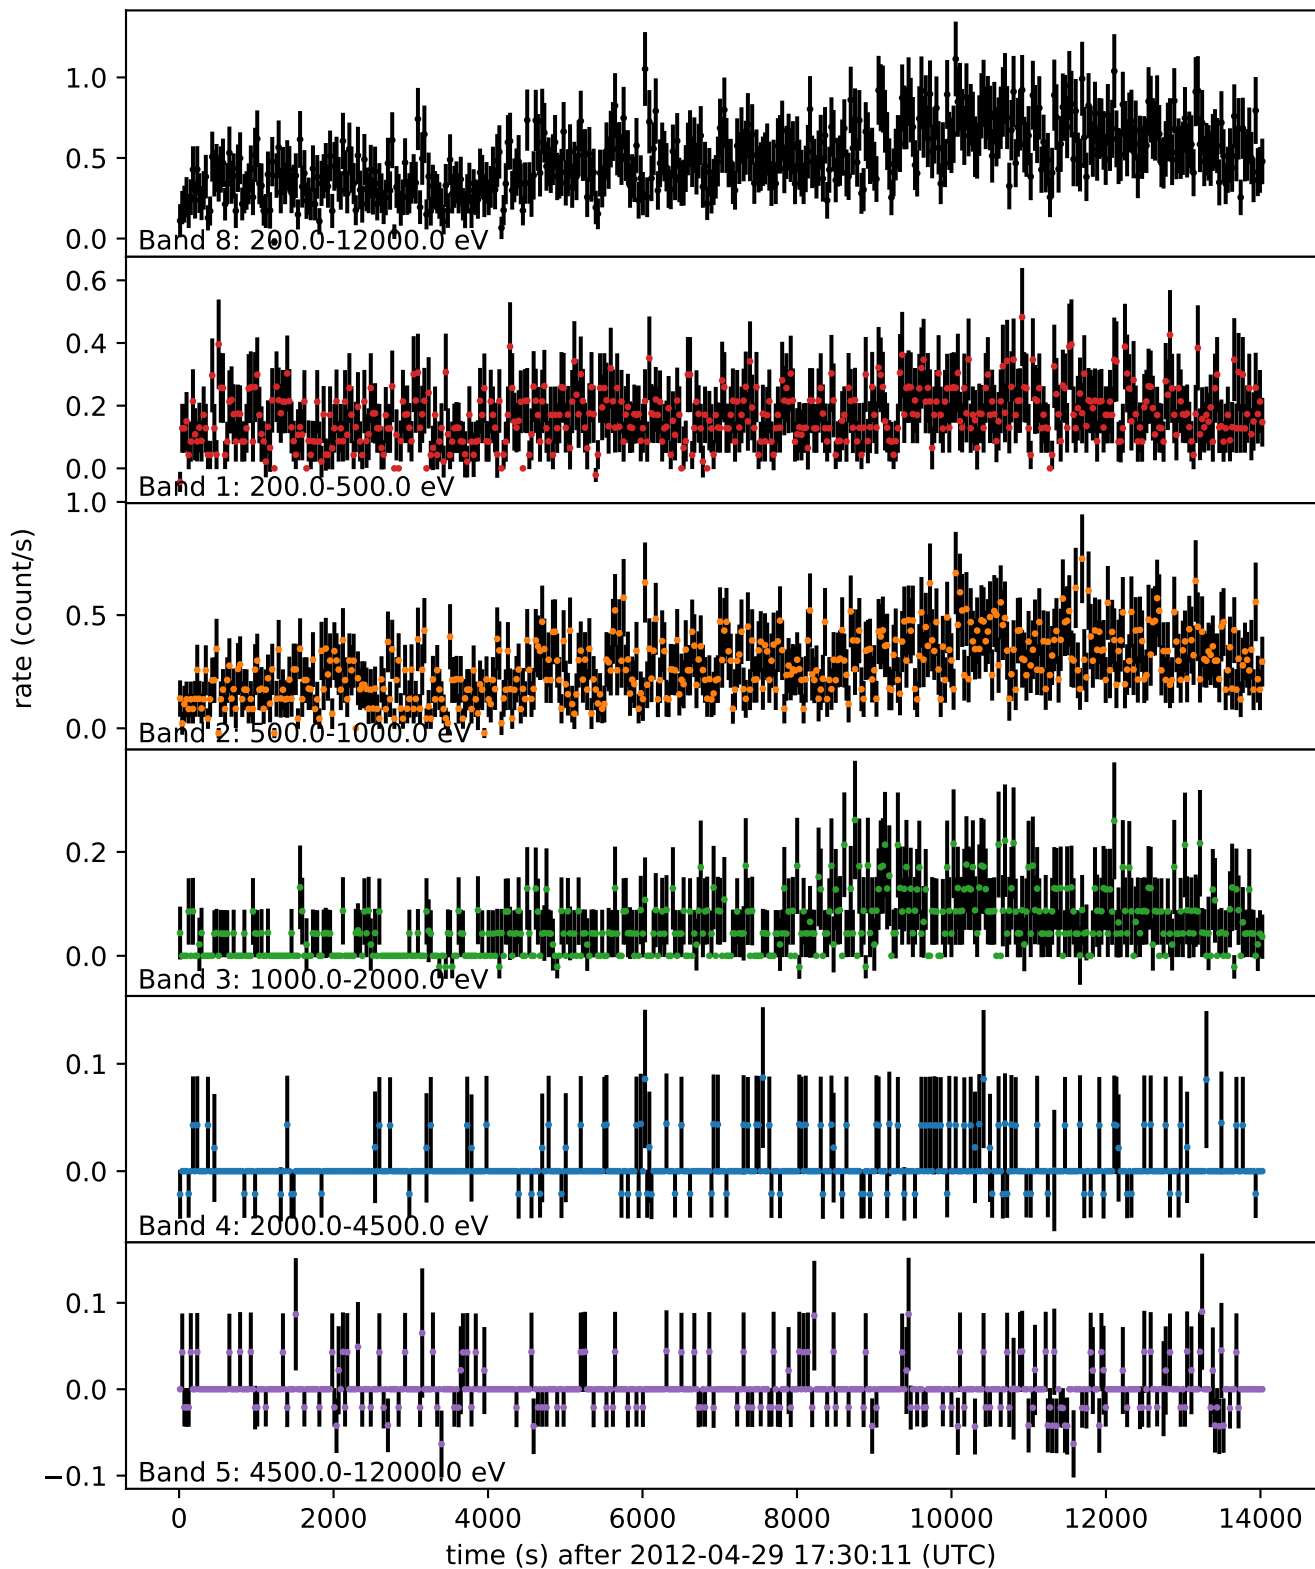 1.0
0.5
0.0
Band 8: 200.0-12000.0 eV
0.6
0.4
0.2
0.0
Band 1: 200.0-500.0 eV
1.0
0.5
0.0
Band 2: 500.0-1000.0 eV
rate (count/s)
0.2
0.0
Band 3: 1000.0-2000.0 eV
0.1
0.0
Band 4: 2000.0-4500.0 eV
0.1
0.0
−0.1
Band 5: 4500.0-12000.0 eV
0 2000 4000 6000 8000 10000 12000 14000
time (s) after 2012-04-29 17:30:11 (UTC)